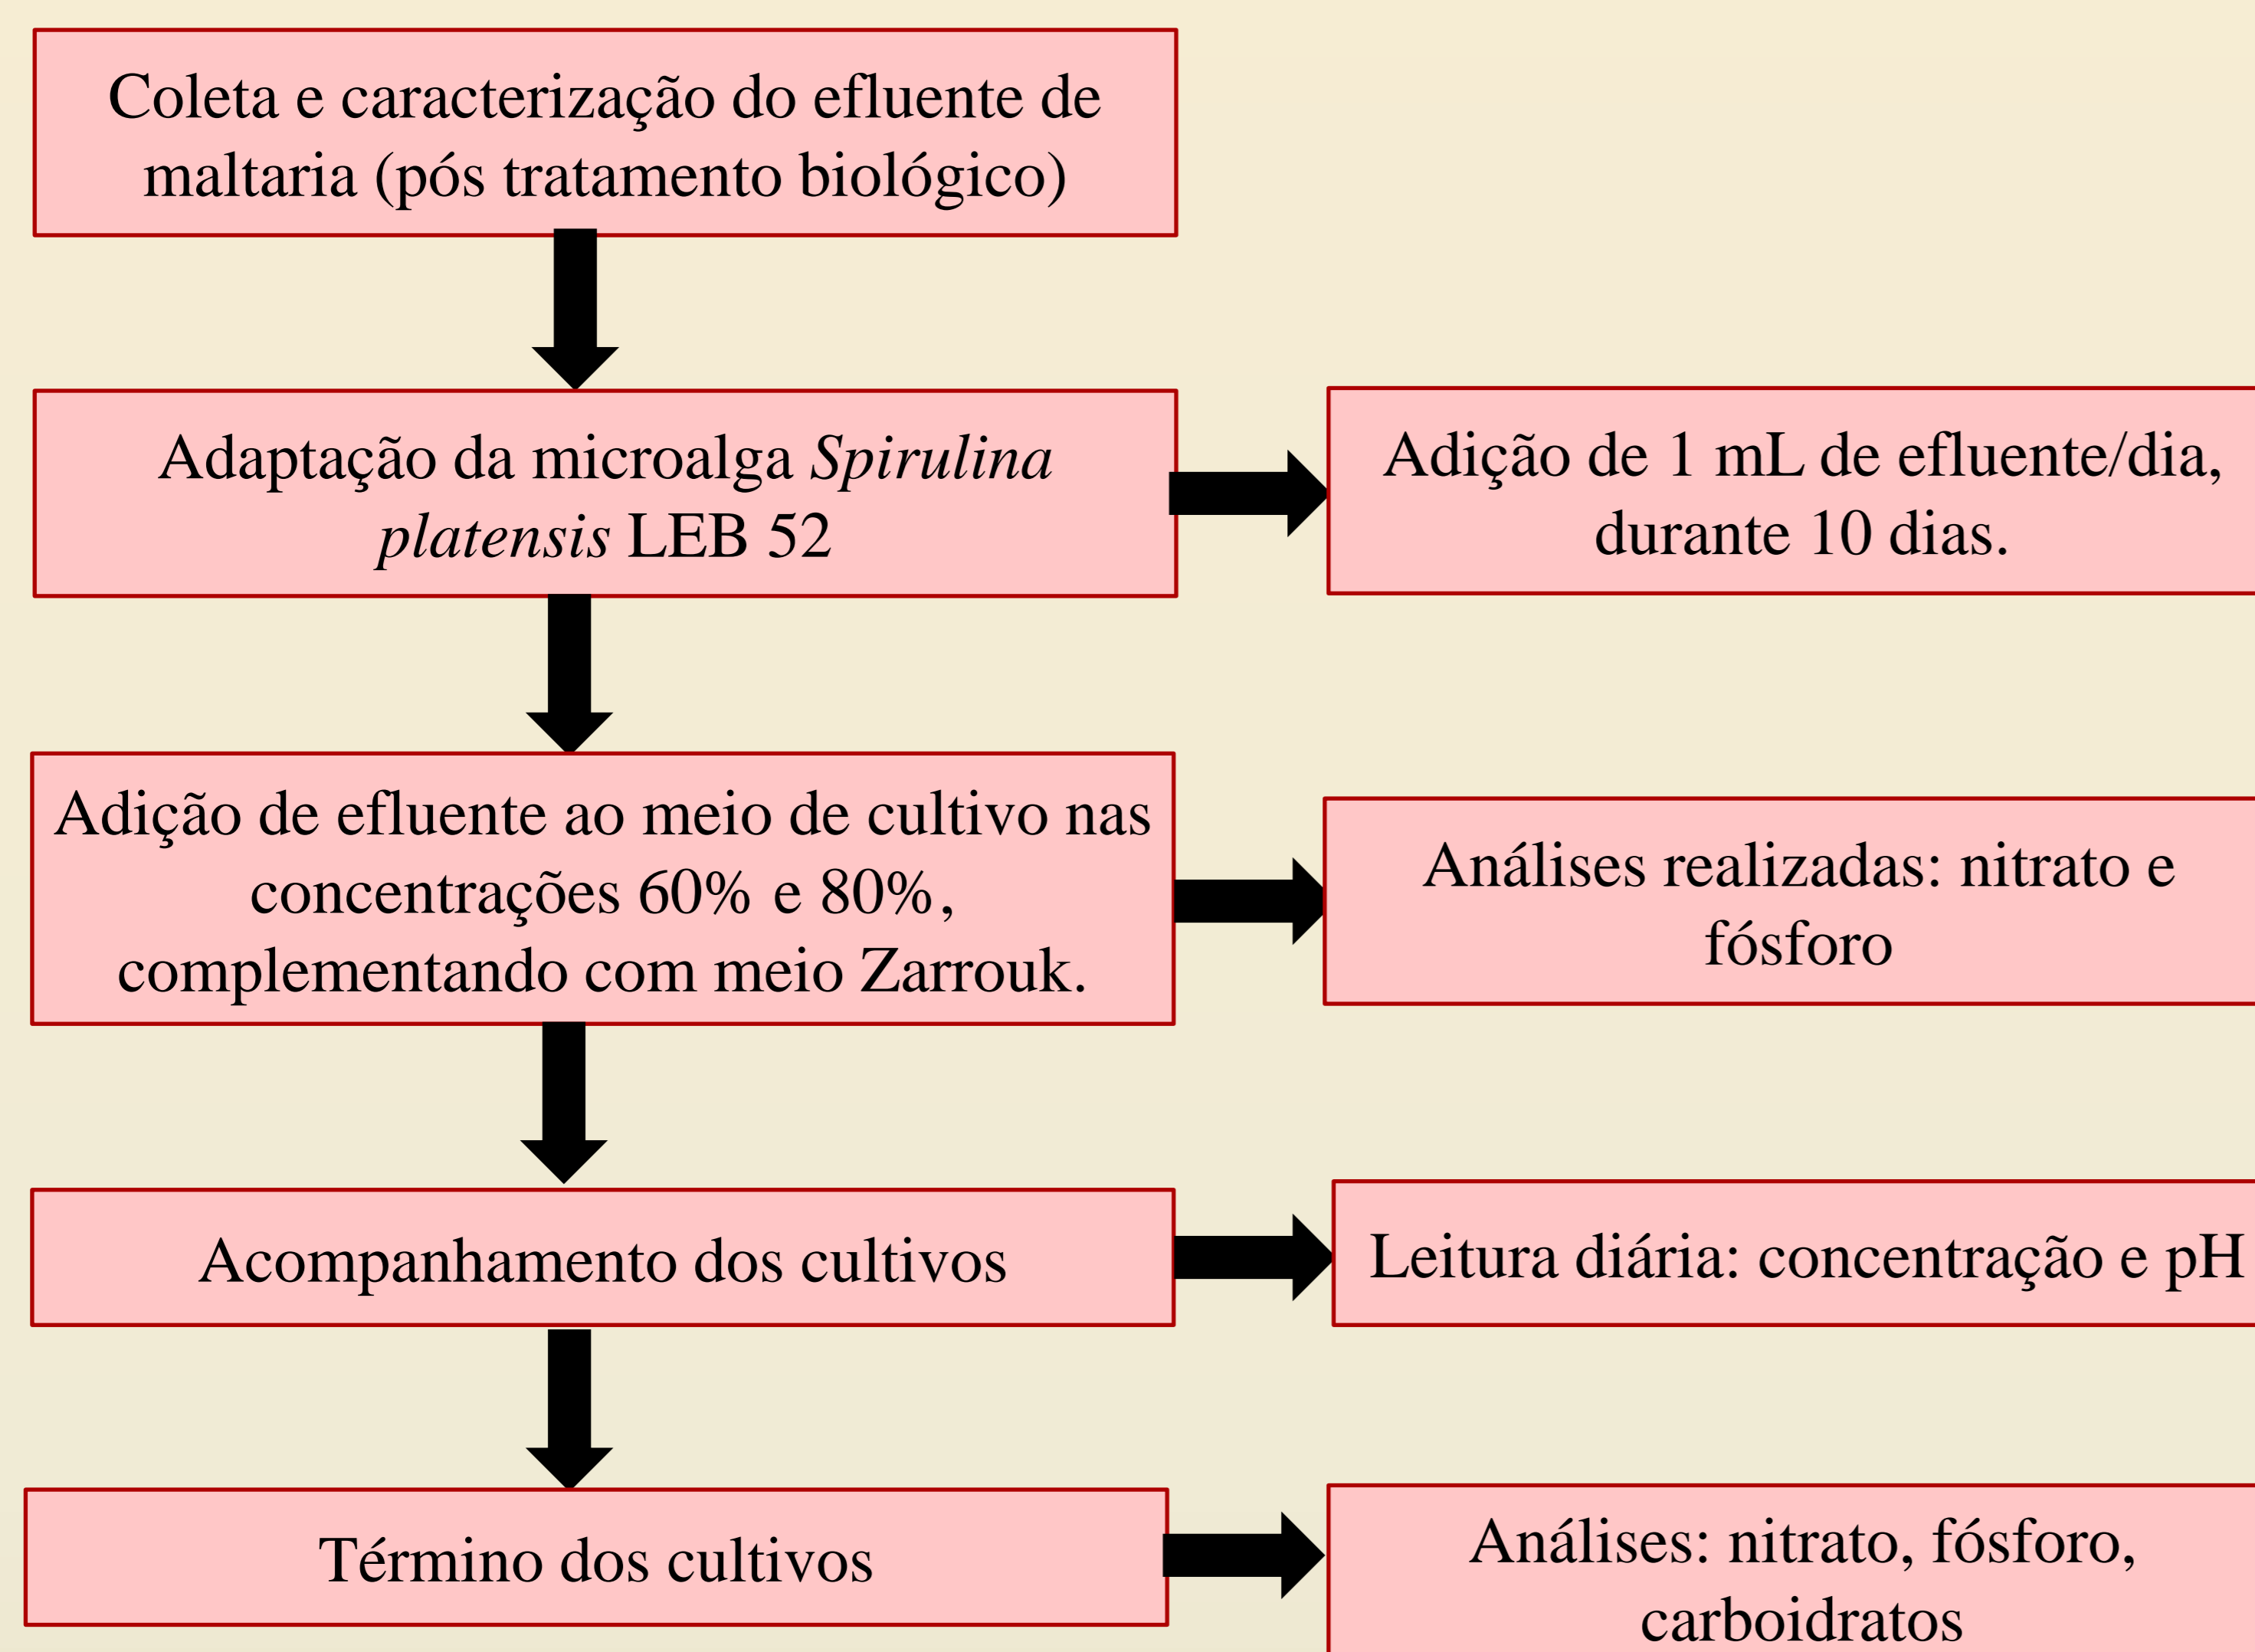 Coleta e caracterização do efluente de
maltaria (pós tratamento biológico)
Adaptação da microalga Spirulina
platensis LEB 52
Adição de 1 mL de efluente/dia,
durante 10 dias.
Adição de efluente ao meio de cultivo nas
concentrações 60% e 80%,
complementando com meio Zarrouk.
Análises realizadas: nitrato e
fósforo
Acompanhamento dos cultivos
Leitura diária: concentração e pH
Término dos cultivos
Análises: nitrato, fósforo,
carboidratos